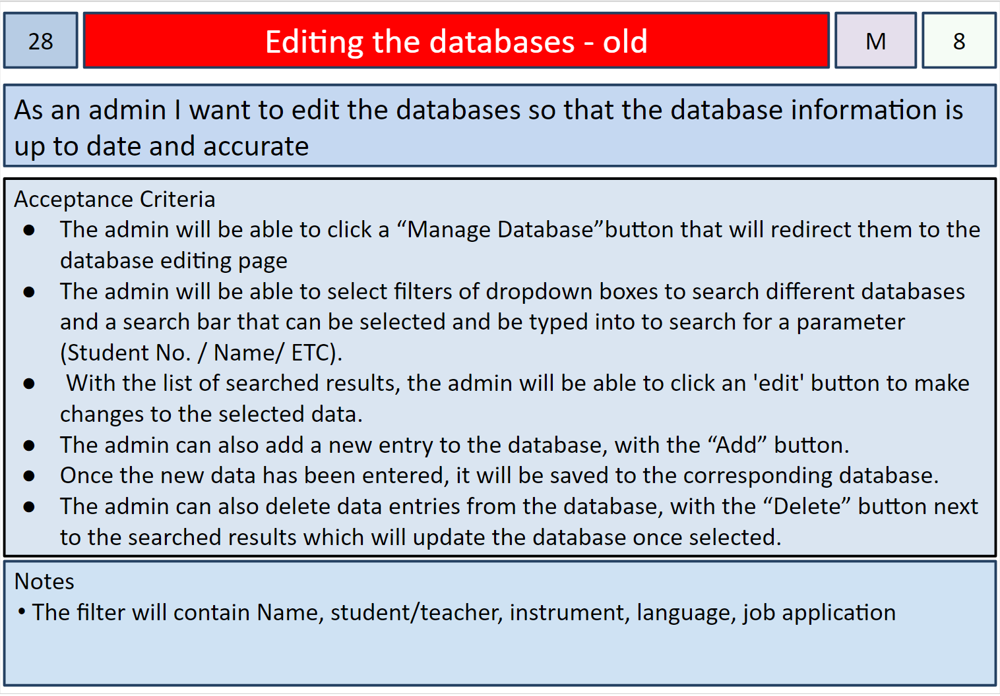 28
Editing the databases - old
M
8
As an admin I want to edit the databases so that the database information is
up to date and accurate
Acceptance Criteria
● The admin will be able to click a “Manage Database”button that will redirect them to the
database editing page
● The admin will be able to select filters of dropdown boxes to search different databases
and a search bar that can be selected and be typed into to search for a parameter
(Student No. / Name/ ETC).
● With the list of searched results, the admin will be able to click an 'edit' button to make
changes to the selected data.
● The admin can also add a new entry to the database, with the “Add” button.
● Once the new data has been entered, it will be saved to the corresponding database.
● The admin can also delete data entries from the database, with the “Delete” button next
to the searched results which will update the database once selected.
Notes
• The filter will contain Name, student/teacher, instrument, language, job application